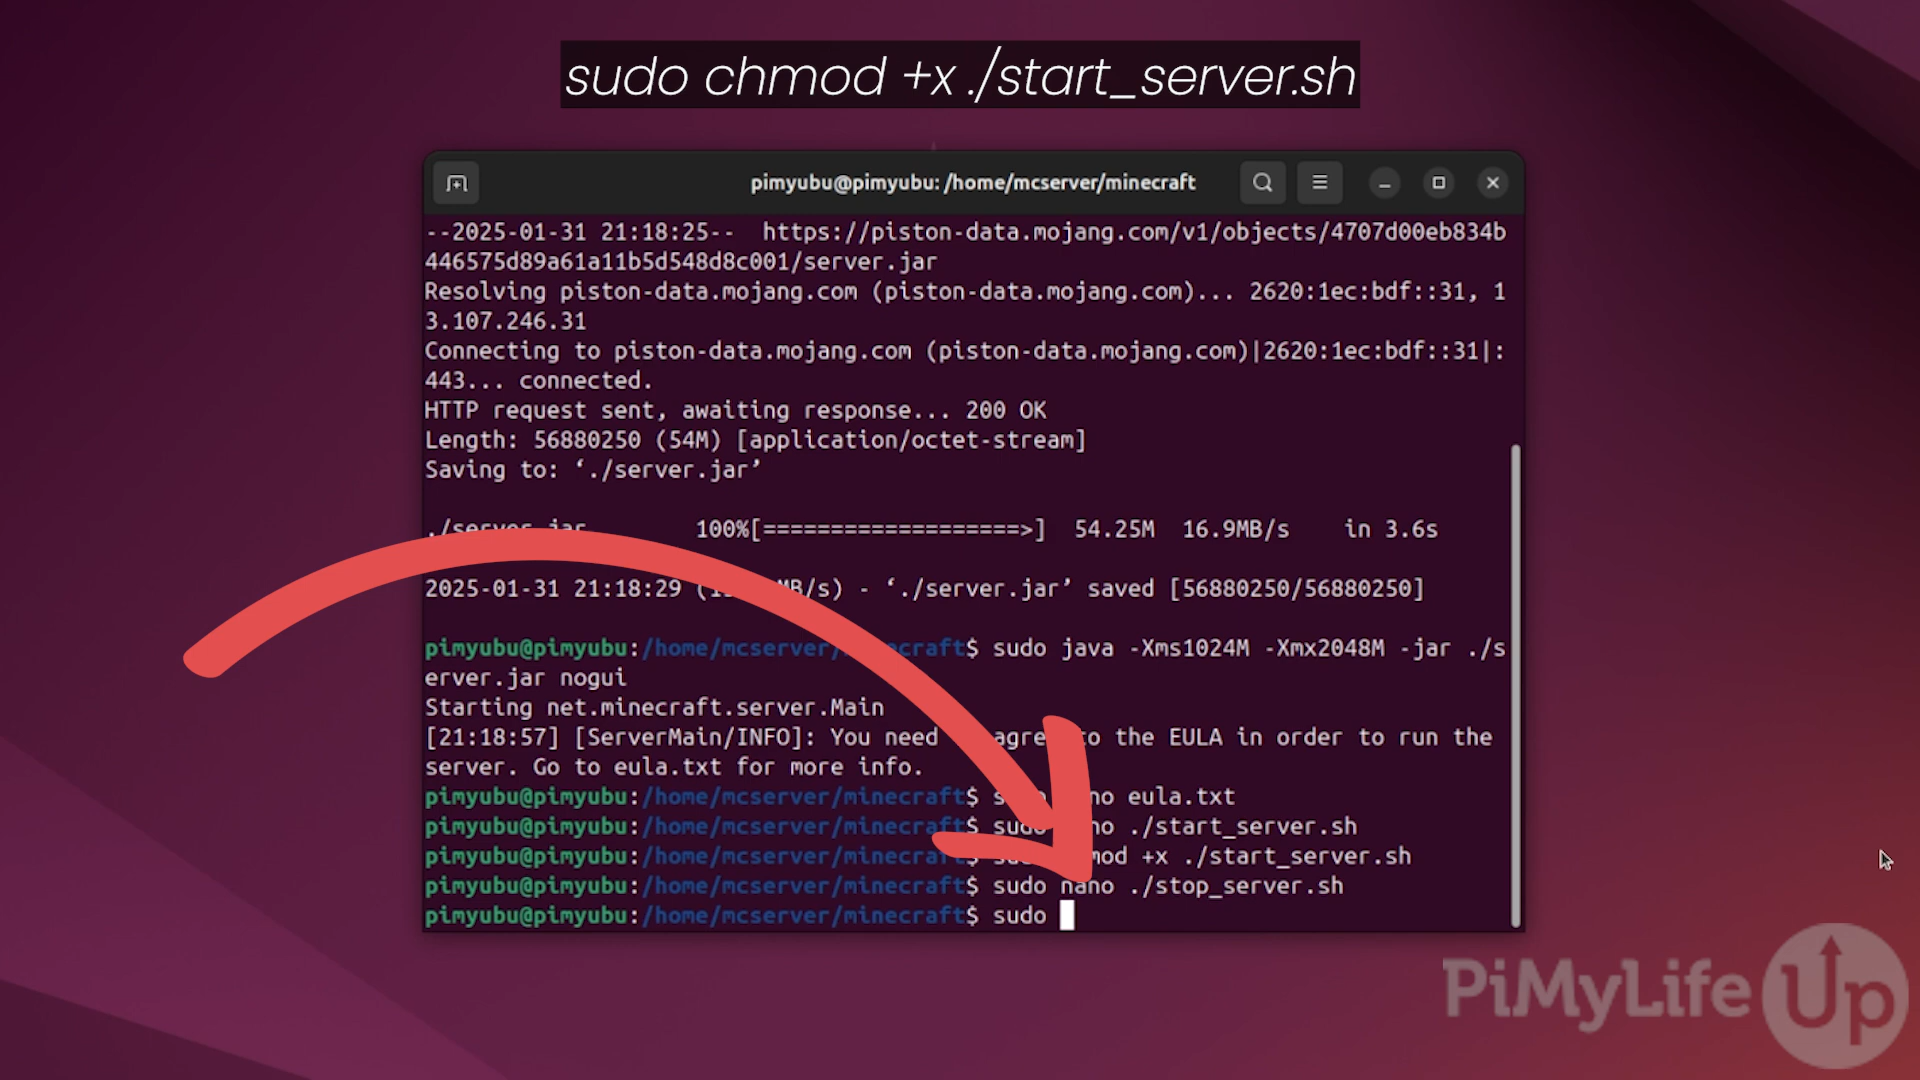 sudo chmod +x ./start_server.sh
pimyubu@pimyubu: /home/mcserver/minecraft
--2025-01-31 21:18:25--  https://piston-data.mojang.com/v1/objects/4707d00eb834b
446575d89a61a11b5d548d8c001/server.jar
Resolving piston-data.mojang.com (piston-data.mojang.com)... 2620:1ec:bdf::31, 1
3.107.246.31
Connecting to piston-data.mojang.com (piston-data.mojang.com)|2620:1ec:bdf::31|:
443... connected.
HTTP request sent, awaiting response... 200 OK
Length: 56880250 (54M) [application/octet-stream]
Saving to: ‘./server.jar’
./server.jar 100%[===================>] 54.25M 16.9MB/s in 3.6s
2025-01-31 21:18:29 ( MB/s) - ‘./server.jar’ saved [56880250/56880250]
pimyubu@pimyubu:/home/mcserver/minecraft$ sudo java -Xms1024M -Xmx2048M -jar ./s
erver.jar nogui
Starting net.minecraft.server.Main
[21:18:57] [ServerMain/INFO]: You need agree to the EULA in order to run the
server. Go to eula.txt for more info.
pimyubu@pimyubu:/home/mcserver/minecraft$ eula.txt
pimyubu@pimyubu:/home/mcserver/minecraft$ sudo ./start_server.sh
pimyubu@pimyubu:/home/mcserver/minecraft$ +x ./start_server.sh
pimyubu@pimyubu:/home/mcserver/minecraft$ sudo nano ./stop_server.sh
pimyubu@pimyubu:/home/mcserver/minecraft$ sudo
PiMyLifeUp